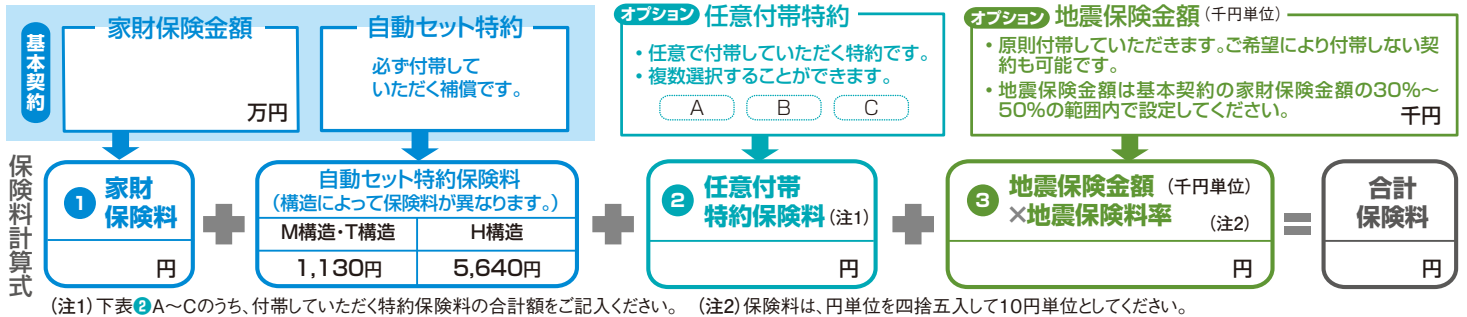 基本契約
家財保険金額
万円
自動セット特約
必ず付帯して
いただく補償です。
オプション 任意付帯特約
・任意で付帯していただく特約です。
・複数選択することができます。
A B C
オプション 地震保険金額(千円単位)
・原則付帯していただきます。ご希望により付帯しない契
約も可能です。
・地震保険金額は基本契約の家財保険金額の30%〜
50%の範囲内で設定してください。
千円
保険料計算式
1 家財
保険料
円
+
自動セット特約保険料
(構造によって保険料が異なります。)
M構造・T構造 H構造
1,130円 5,640円
+
2 任意付帯
特約保険料(注1)
円
+
3 地震保険金額(千円単位)
×地震保険料率(注2)
円
=
合計
保険料
円
(注1)下表2A〜Cのうち、付帯していただく特約保険料の合計額をご記入ください。 (注2)保険料は、円単位を四捨五入して10円単位としてください。